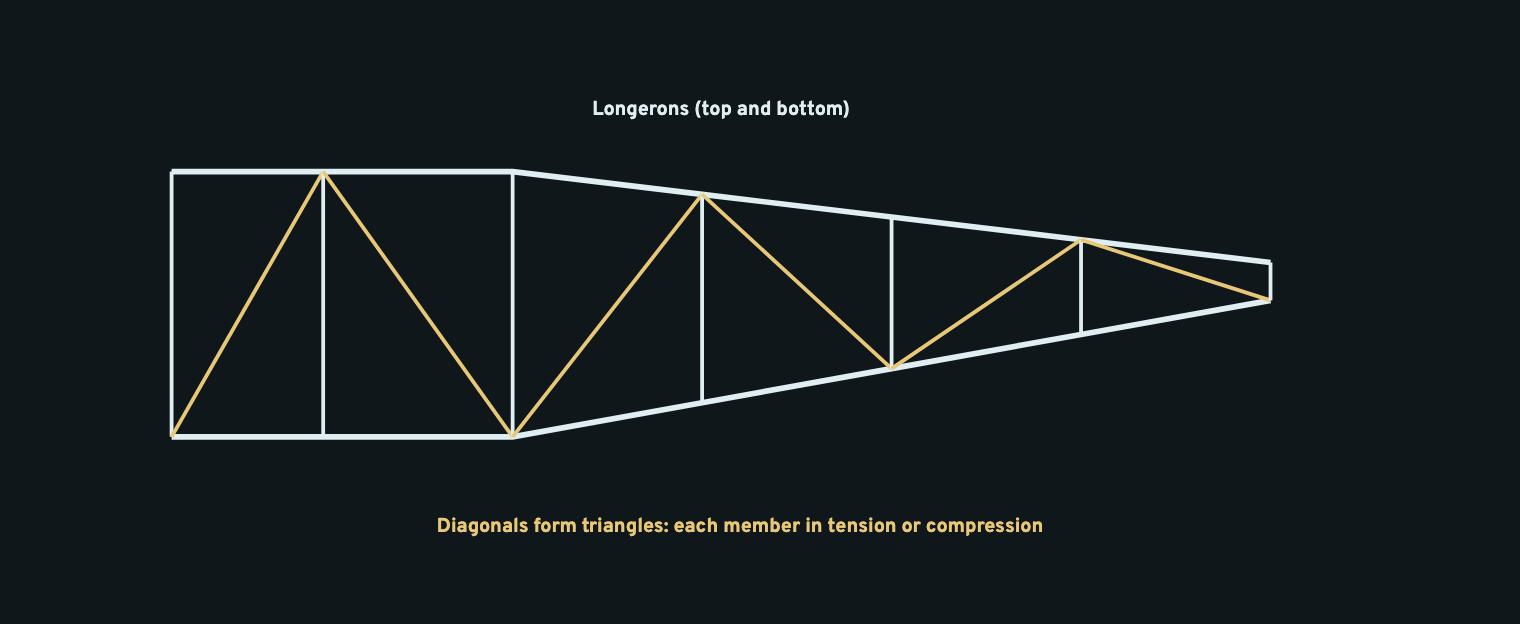 Longerons (top and bottom)
Diagonals form triangles: each member in tension or compression